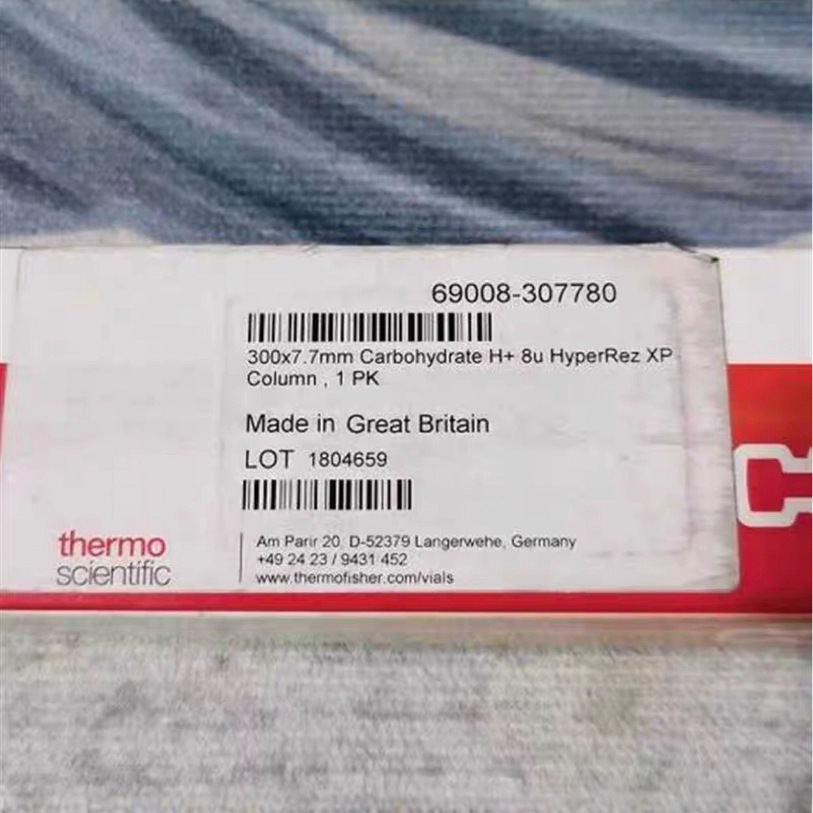 69008-307780
300x7.7mm Carbohydrate H+ 8u HyperRez XP
Column , 1 PK
Made in Great Britain
LOT 1804659
thermo
scientific
Am Parir 20, D-52379 Langerwehe, Germany
+49 24 23 / 9431 452
www.thermofisher.com/vials